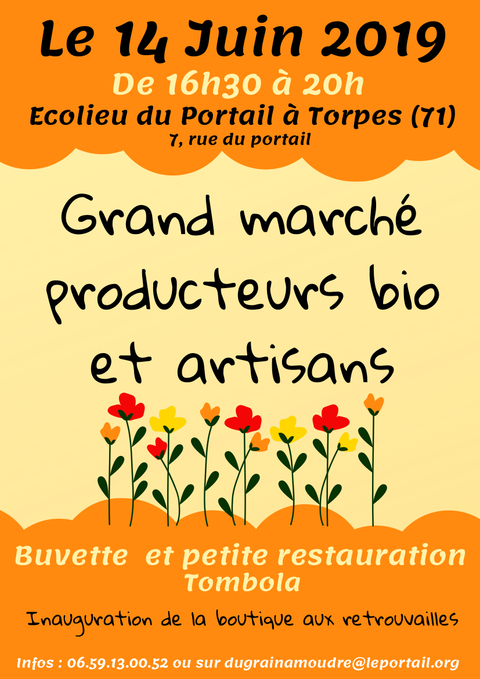 Le 14 Juin 2019
De 16h30 à 20h
Ecolieu du Portail à Torpes (71)
7, rue du portail
Grand marché
producteurs bio
et artisans
Buvette et petite restauration
Tombola
Inauguration de la boutique aux retrouvailles
Infos : 06.59.13.00.52 ou sur dugrainamoudre@leportail.org